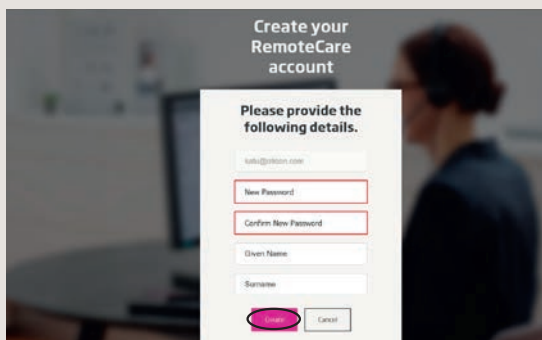 Create your
RemoteCare
account
Please provide the
following details.
New Password
Confirm New Password
Given Name
Surname
Create
Cancel